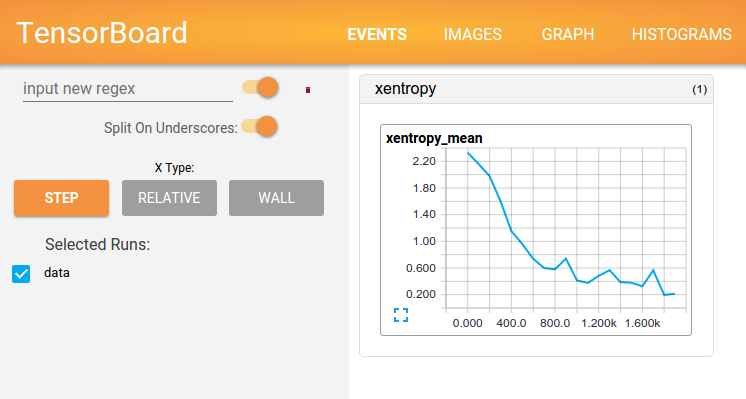 TensorBoard
EVENTS IMAGES GRAPH HISTOGRAMS
input new regex
Split On Underscores:
X Type:
STEP RELATIVE WALL
Selected Runs:
data
xentropy (1)
xentropy_mean
2.20
1.80
1.40
1.00
0.600
0.200
0.000 400.0 800.0 1.200k 1.600k